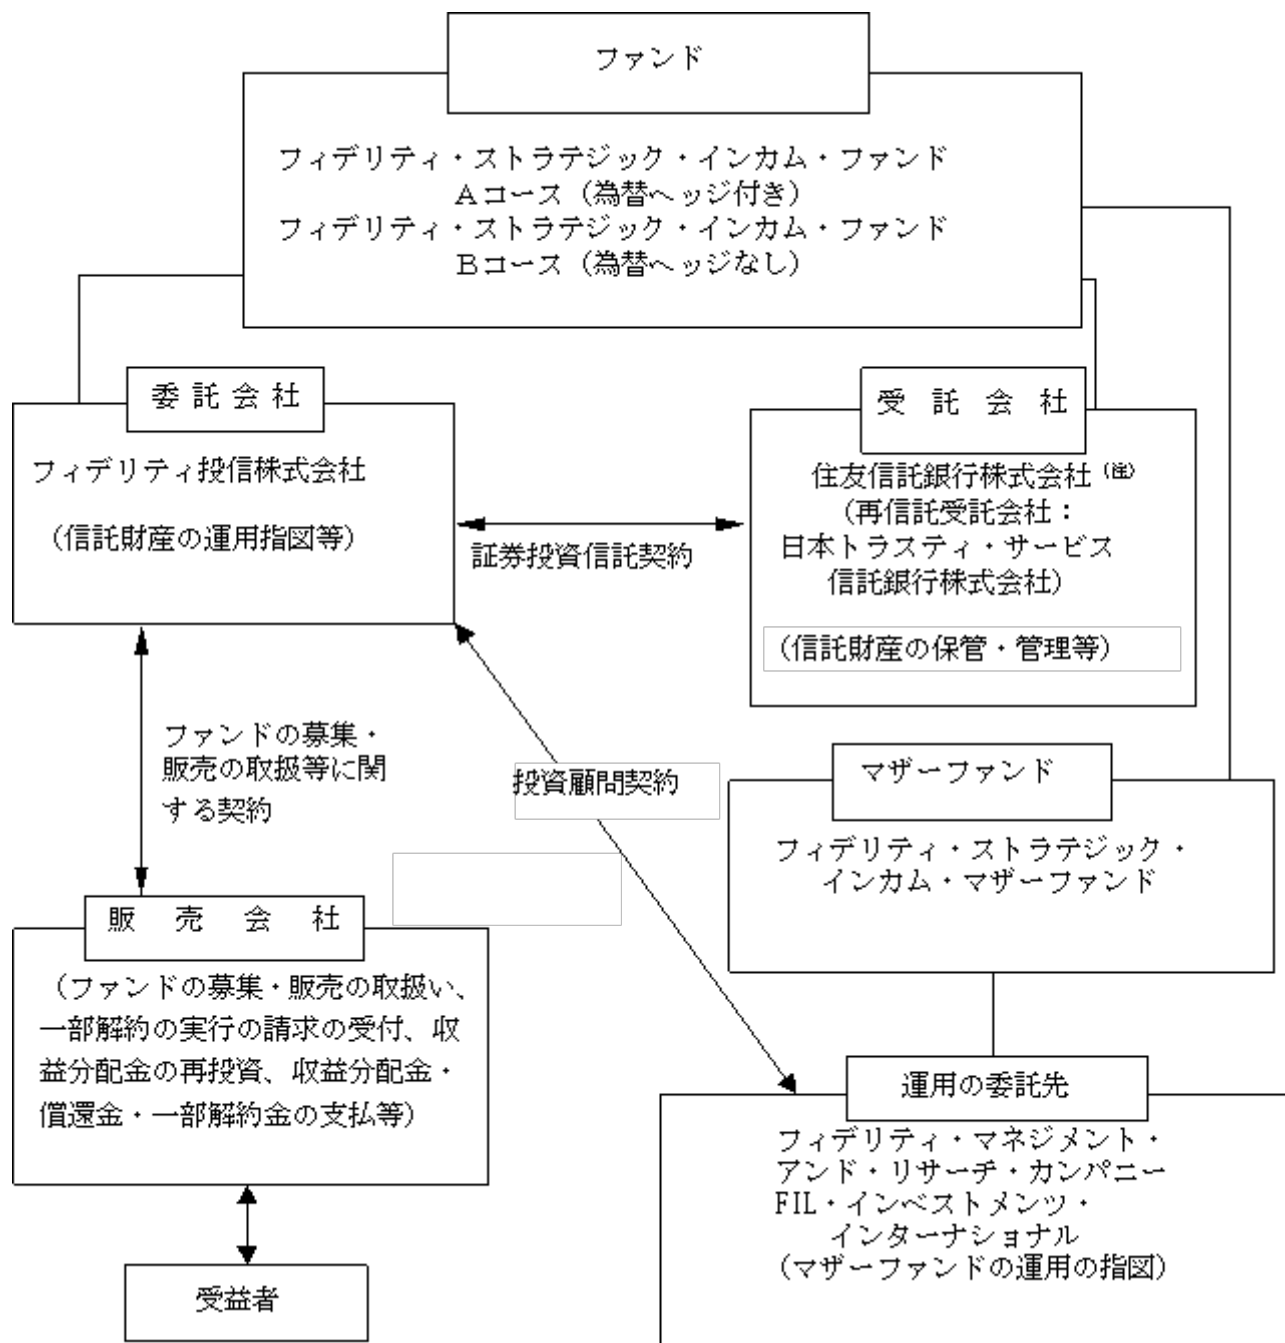 ファンド
フィデリティ・ストラテジック・インカム・ファンド
Aコース（為替ヘッジ付き）
フィデリティ・ストラテジック・インカム・ファンド
Bコース（為替ヘッジなし）
委託会社
フィデリティ投信株式会社
（信託財産の運用指図等）
証券投資信託契約
受託会社
住友信託銀行株式会社（注）
（再信託受託会社：
日本トラスティ・サービス
信託銀行株式会社）
（信託財産の保管・管理等）
ファンドの募集・
販売の取扱等に関
する契約
投資顧問契約
マザーファンド
フィデリティ・ストラテジック・
インカム・マザーファンド
販売会社
（ファンドの募集・販売の取扱い、
一部解約の実行の請求の受付、収
益分配金の再投資、収益分配金・
償還金・一部解約金の支払等）
運用の委託先
フィデリティ・マネジメント・
アンド・リサーチ・カンパニー
FIL・インベストメンツ・
インターナショナル
（マザーファンドの運用の指図）
受益者